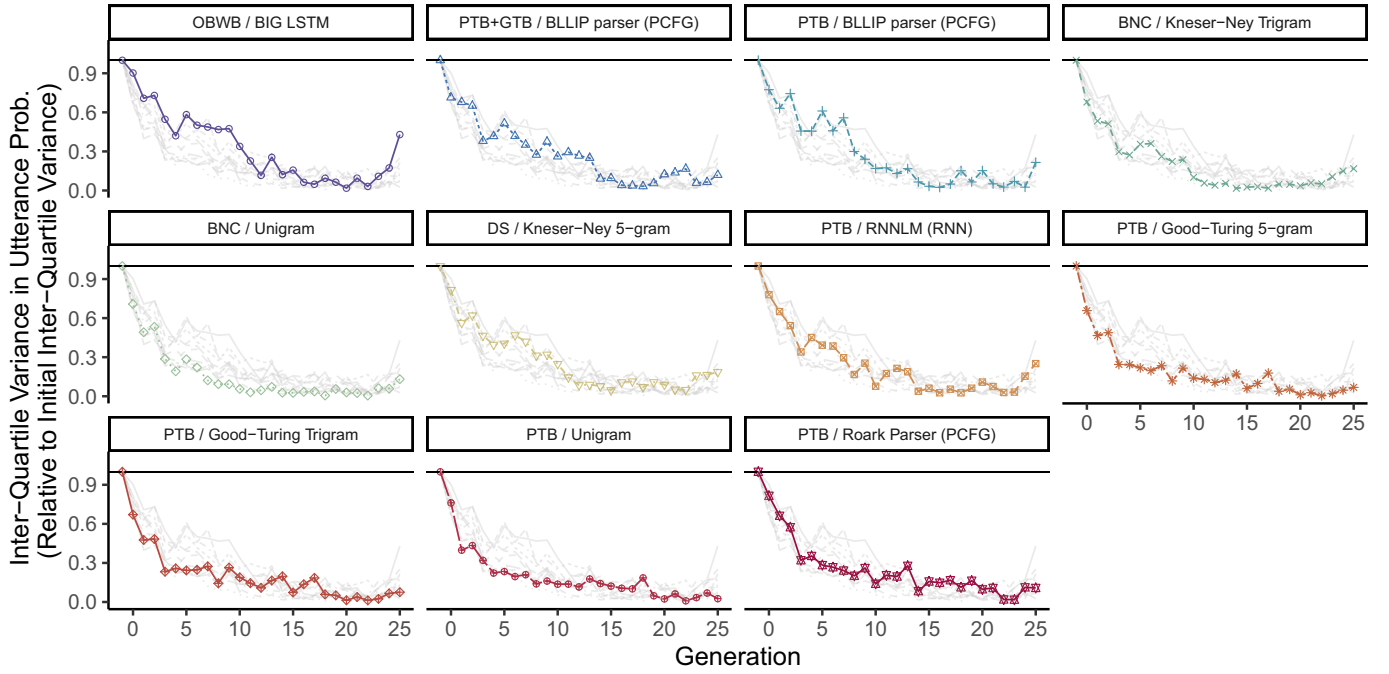 OBWB / BIG LSTM
PTB+GTB / BLLIP parser (PCFG)
PTB / BLLIP parser (PCFG)
BNC / Kneser−Ney Trigram
0.9
0.6
0.3
0.0
BNC / Unigram
DS / Kneser−Ney 5−gram
PTB / RNNLM (RNN)
PTB / Good−Turing 5−gram
0.9
0.6
0.3
0.0
0 5 10 15 20 25
PTB / Good−Turing Trigram
PTB / Unigram
PTB / Roark Parser (PCFG)
0.9
0.6
0.3
0.0
0 5 10 15 20 25
0 5 10 15 20 25
0 5 10 15 20 25
Generation
Inter−Quartile Variance in Utterance Prob.
(Relative to Initial Inter−Quartile Variance)